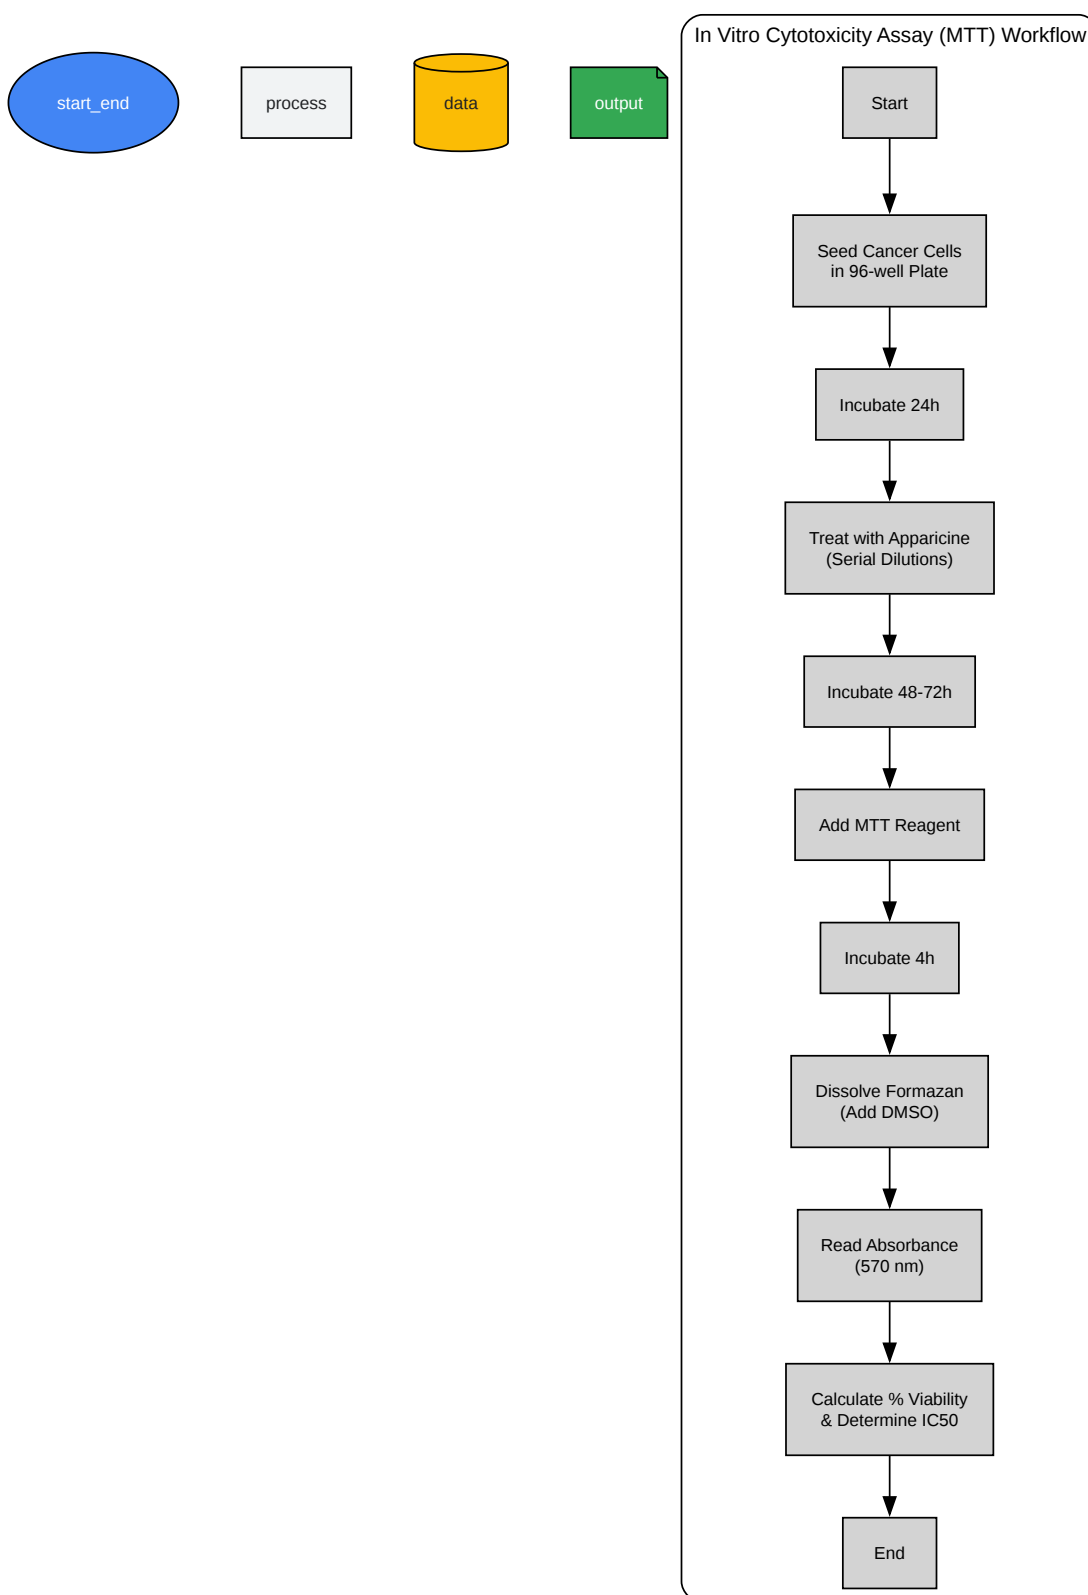 In Vitro Cytotoxicity Assay (MTT) Workflow
start_end
process
data
output
Start
Seed Cancer Cells
in 96-well Plate
Incubate 24h
Treat with Apparicine
(Serial Dilutions)
Incubate 48-72h
Add MTT Reagent
Incubate 4h
Dissolve Formazan
(Add DMSO)
Read Absorbance
(570 nm)
Calculate % Viability
& Determine IC50
End